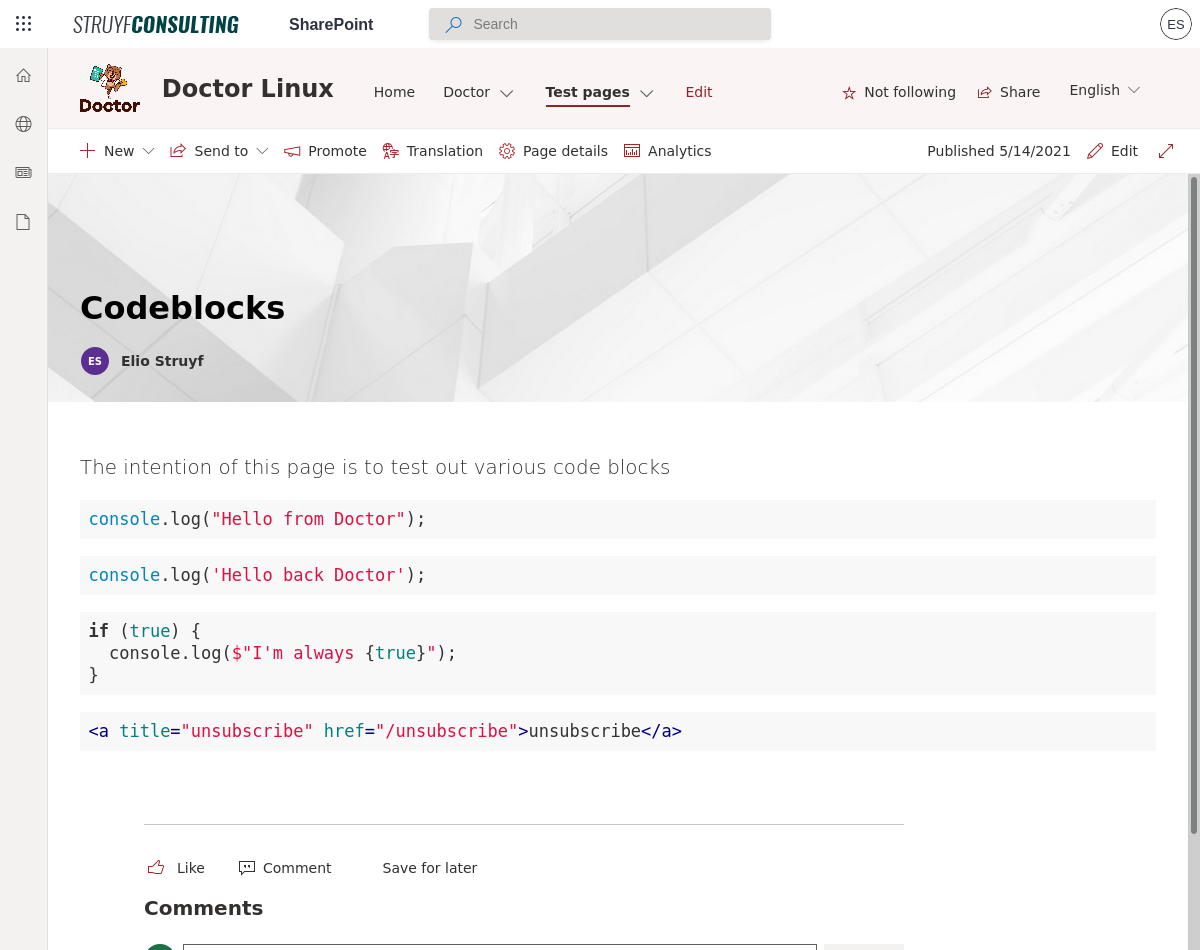 STRUYFCONSULTING SharePoint Search ES
Doctor
Doctor Linux Home Doctor Test pages Edit Not following Share English
New Send to Promote Translation Page details Analytics Published 5/14/2021 Edit
Codeblocks
ES Elio Struyf
The intention of this page is to test out various code blocks
console.log("Hello from Doctor");
console.log('Hello back Doctor');
if (true) {
  console.log($"I'm always {true}");
}
<a title="unsubscribe" href="/unsubscribe">unsubscribe</a>
Like Comment Save for later
Comments